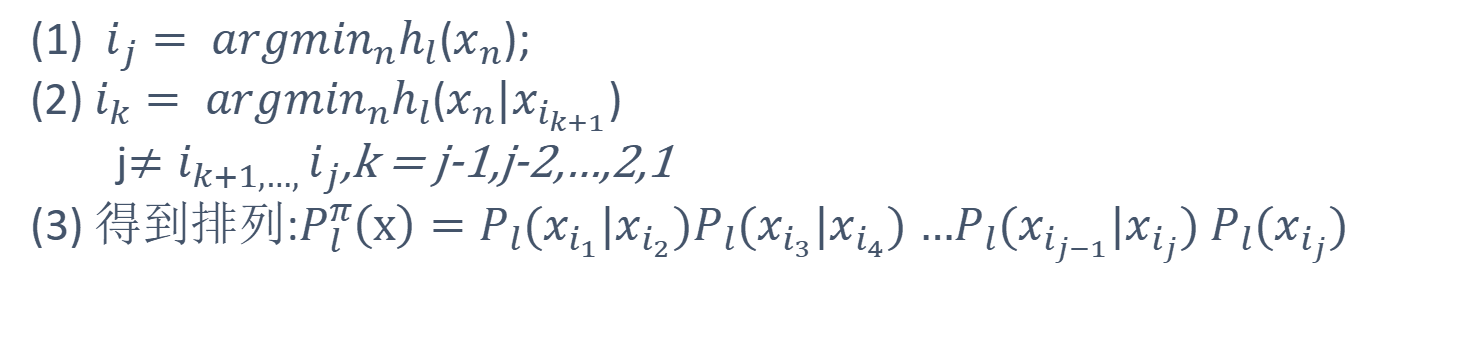 (1) i_j = argmin_n h_l(x_n);
(2) i_k = argmin_n h_l(x_n|x_{i_{k+1}})
j≠ i_{k+1,…,} i_j,k = j-1,j-2,…,2,1
(3) 得到排列:P_l^π(x) = P_l(x_{i_1}|x_{i_2})P_l(x_{i_3}|x_{i_4}) …P_l(x_{i_{j-1}}|x_{i_j}) P_l(x_{i_j})